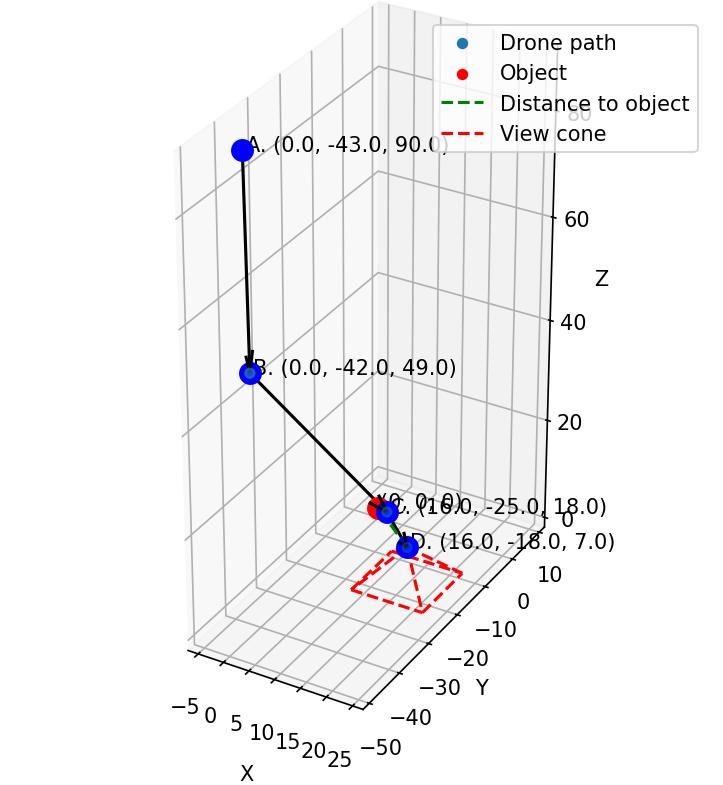 Drone path
Object
Distance to object
View cone
80
A. (0.0, -43.0, 90.0)
60
Z
40
B. (0.0, -42.0, 49.0)
20
(0, 0, 0)
C. (16.0, -25.0, 18.0)
0
D. (16.0, -18.0, 7.0)
10
0
−10
−20
−30 Y
−40
−50
−5 0 5 10 15 20 25
X